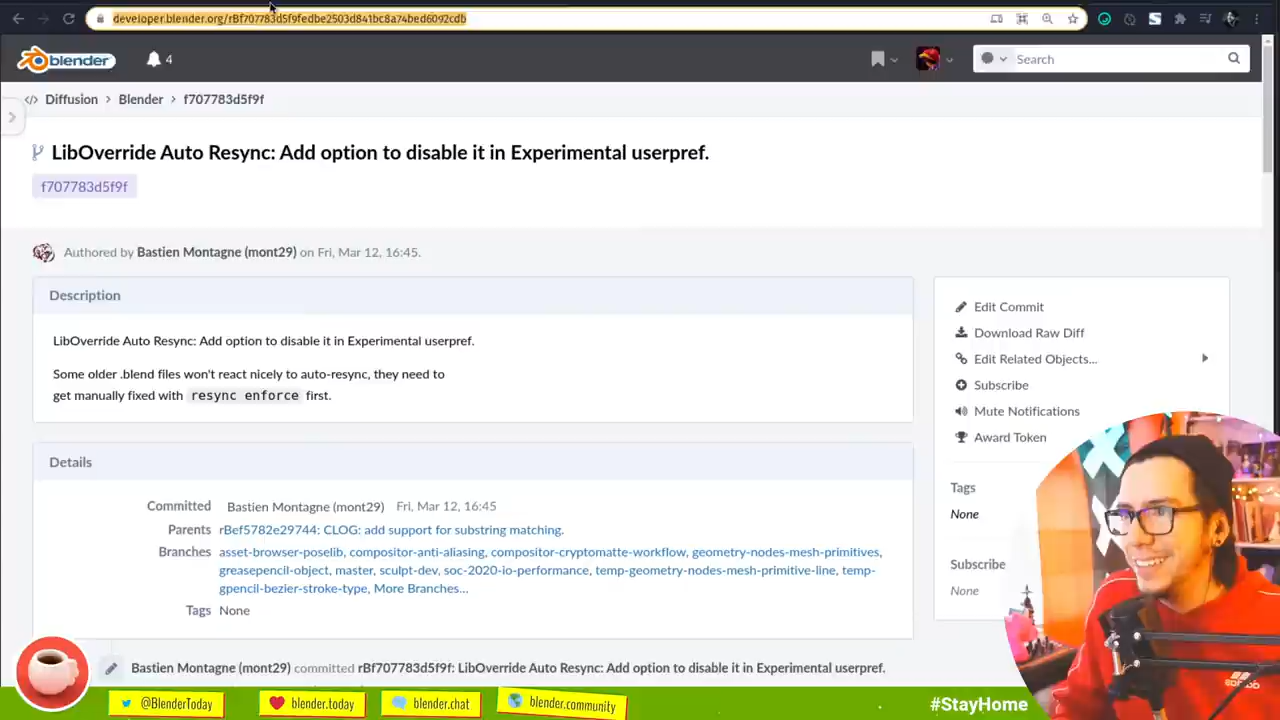 developer.blender.org/rBf707783d5f9fedbe2503d841bc8a74bed6092cdb
blender
4
Search
Diffusion > Blender > f707783d5f9f
LibOverride Auto Resync: Add option to disable it in Experimental userpref.
f707783d5f9f
Authored by Bastien Montagne (mont29) on Fri, Mar 12, 16:45.
Description
LibOverride Auto Resync: Add option to disable it in Experimental userpref.
Some older .blend files won't react nicely to auto-resync, they need to
get manually fixed with resync enforce first.
Edit Commit
Download Raw Diff
Edit Related Objects...
Subscribe
Mute Notifications
Award Token
Tags
None
Subscribe
None
Details
Committed Bastien Montagne (mont29) Fri, Mar 12, 16:45
Parents rBef5782e29744: CLOG: add support for substring matching.
Branches asset-browser-poselib, compositor-anti-aliasing, compositor-cryptomatte-workflow, geometry-nodes-mesh-primitives,
greasepencil-object, master, sculpt-dev, soc-2020-io-performance, temp-geometry-nodes-mesh-primitive-line, temp-
gpencil-bezier-stroke-type, More Branches...
Tags None
Bastien Montagne (mont29) committed rBf707783d5f9f: LibOverride Auto Resync: Add option to disable it in Experimental userpref.
@BlenderToday
blender.today
blender.chat
blender.community
#StayHome